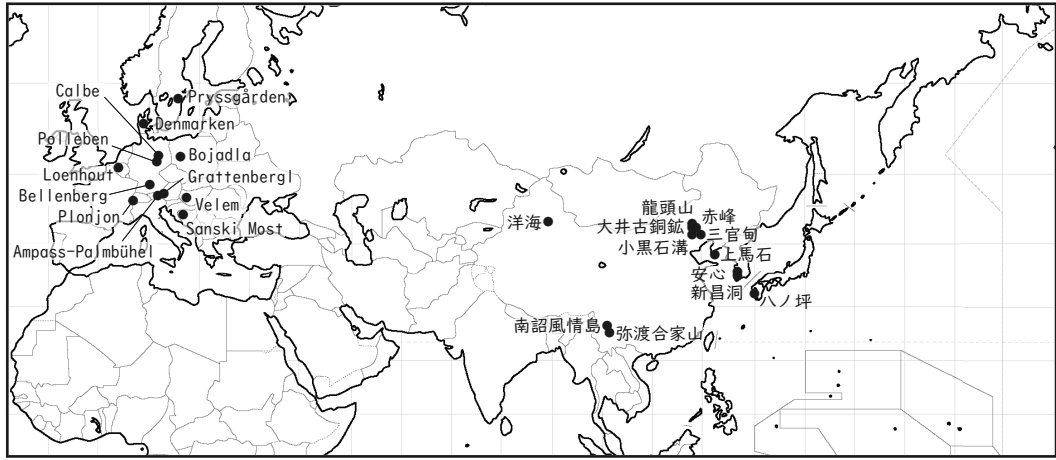 Calbe
Pryssgården
Denmarken
Polleben
Bojadla
Loenhout
Grattenbergl
Bellenberg
Velem
Plonjon
Sanski Most
Ampass-Palmbühel
洋海
龍頭山
赤峰
大井古銅鉱
三官甸
小黒石溝
上馬石
安心
新昌洞
八ノ坪
南詔風情島
弥渡合家山